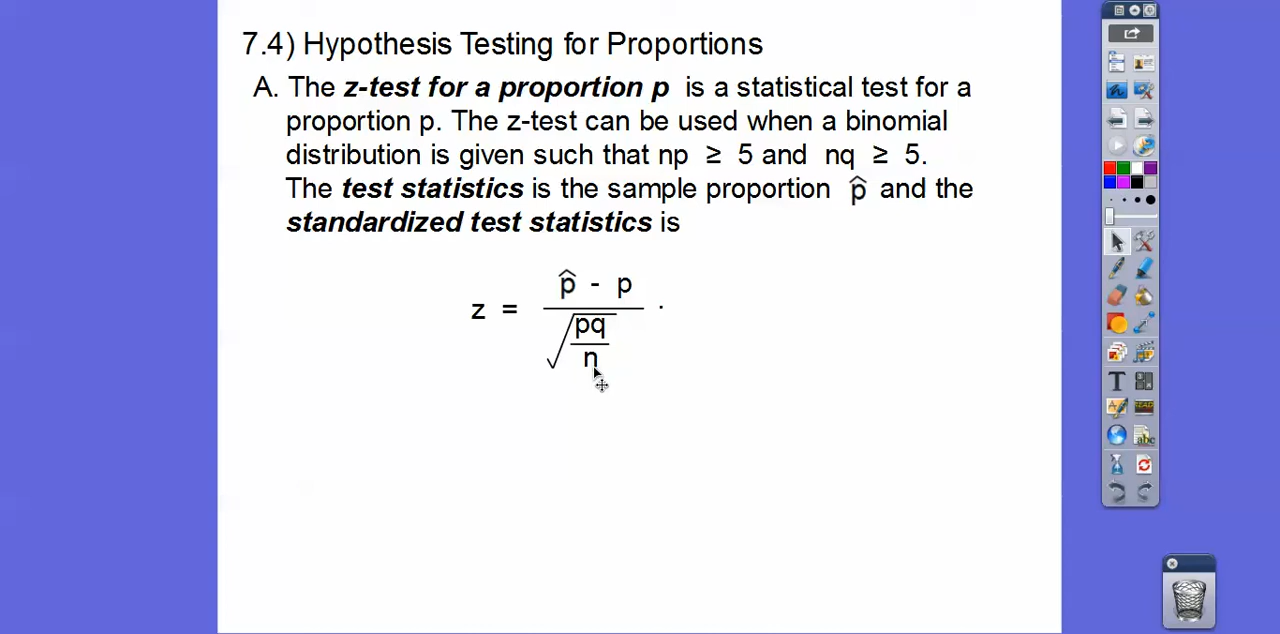 7.4) Hypothesis Testing for Proportions
A. The z-test for a proportion p is a statistical test for a
proportion p. The z-test can be used when a binomial
distribution is given such that np ≥ 5 and nq ≥ 5.
The test statistics is the sample proportion p̂ and the
standardized test statistics is
p̂ - p
z = .
√pq
n